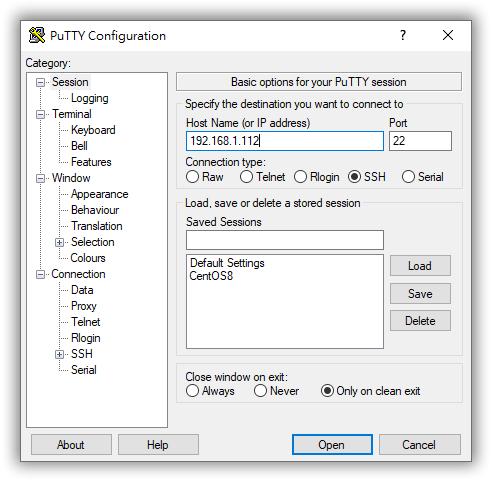 PuTTY Configuration
?
Category:
Session
Logging
Terminal
Keyboard
Bell
Features
Window
Appearance
Behaviour
Translation
Selection
Colours
Connection
Data
Proxy
Telnet
Rlogin
SSH
Serial
Basic options for your PuTTY session
Specify the destination you want to connect to
Host Name (or IP address) Port
192.168.1.112 22
Connection type:
Raw Telnet Rlogin SSH Serial
Load, save or delete a stored session
Saved Sessions
Default Settings
CentOS8
Load
Save
Delete
Close window on exit:
Always Never Only on clean exit
About Help Open Cancel